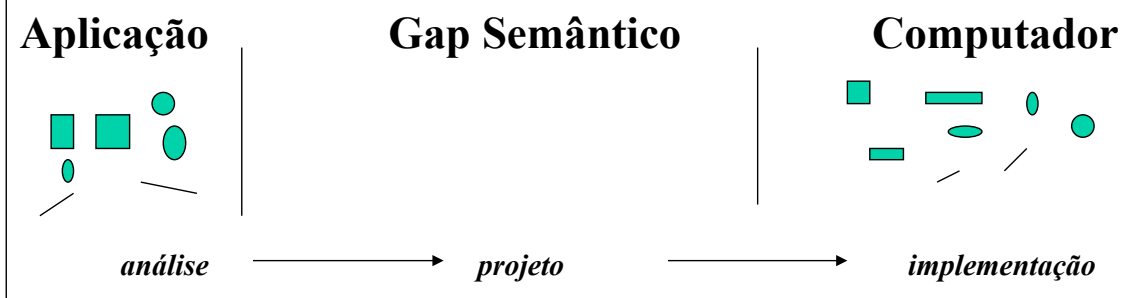 Aplicação Gap Semântico Computador
análise projeto implementação